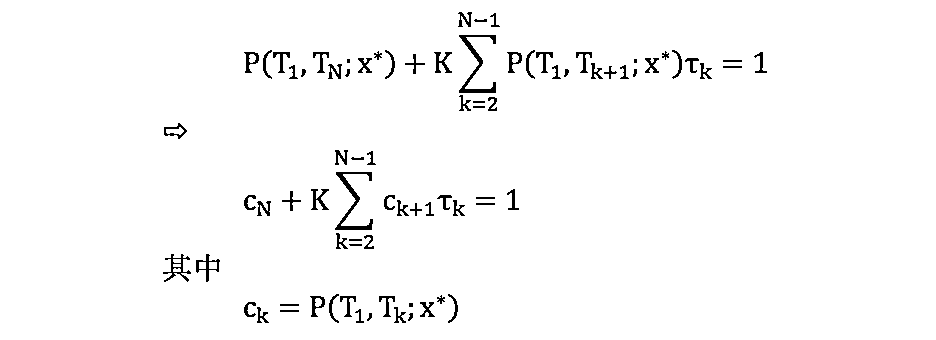 P(T₁, T_N; x*) + K ∑_{k=2}^{N−1} P(T₁, T_{k+1}; x*)τ_k = 1
⇨
c_N + K ∑_{k=2}^{N−1} c_{k+1}τ_k = 1
其中
c_k = P(T₁, T_k; x*)